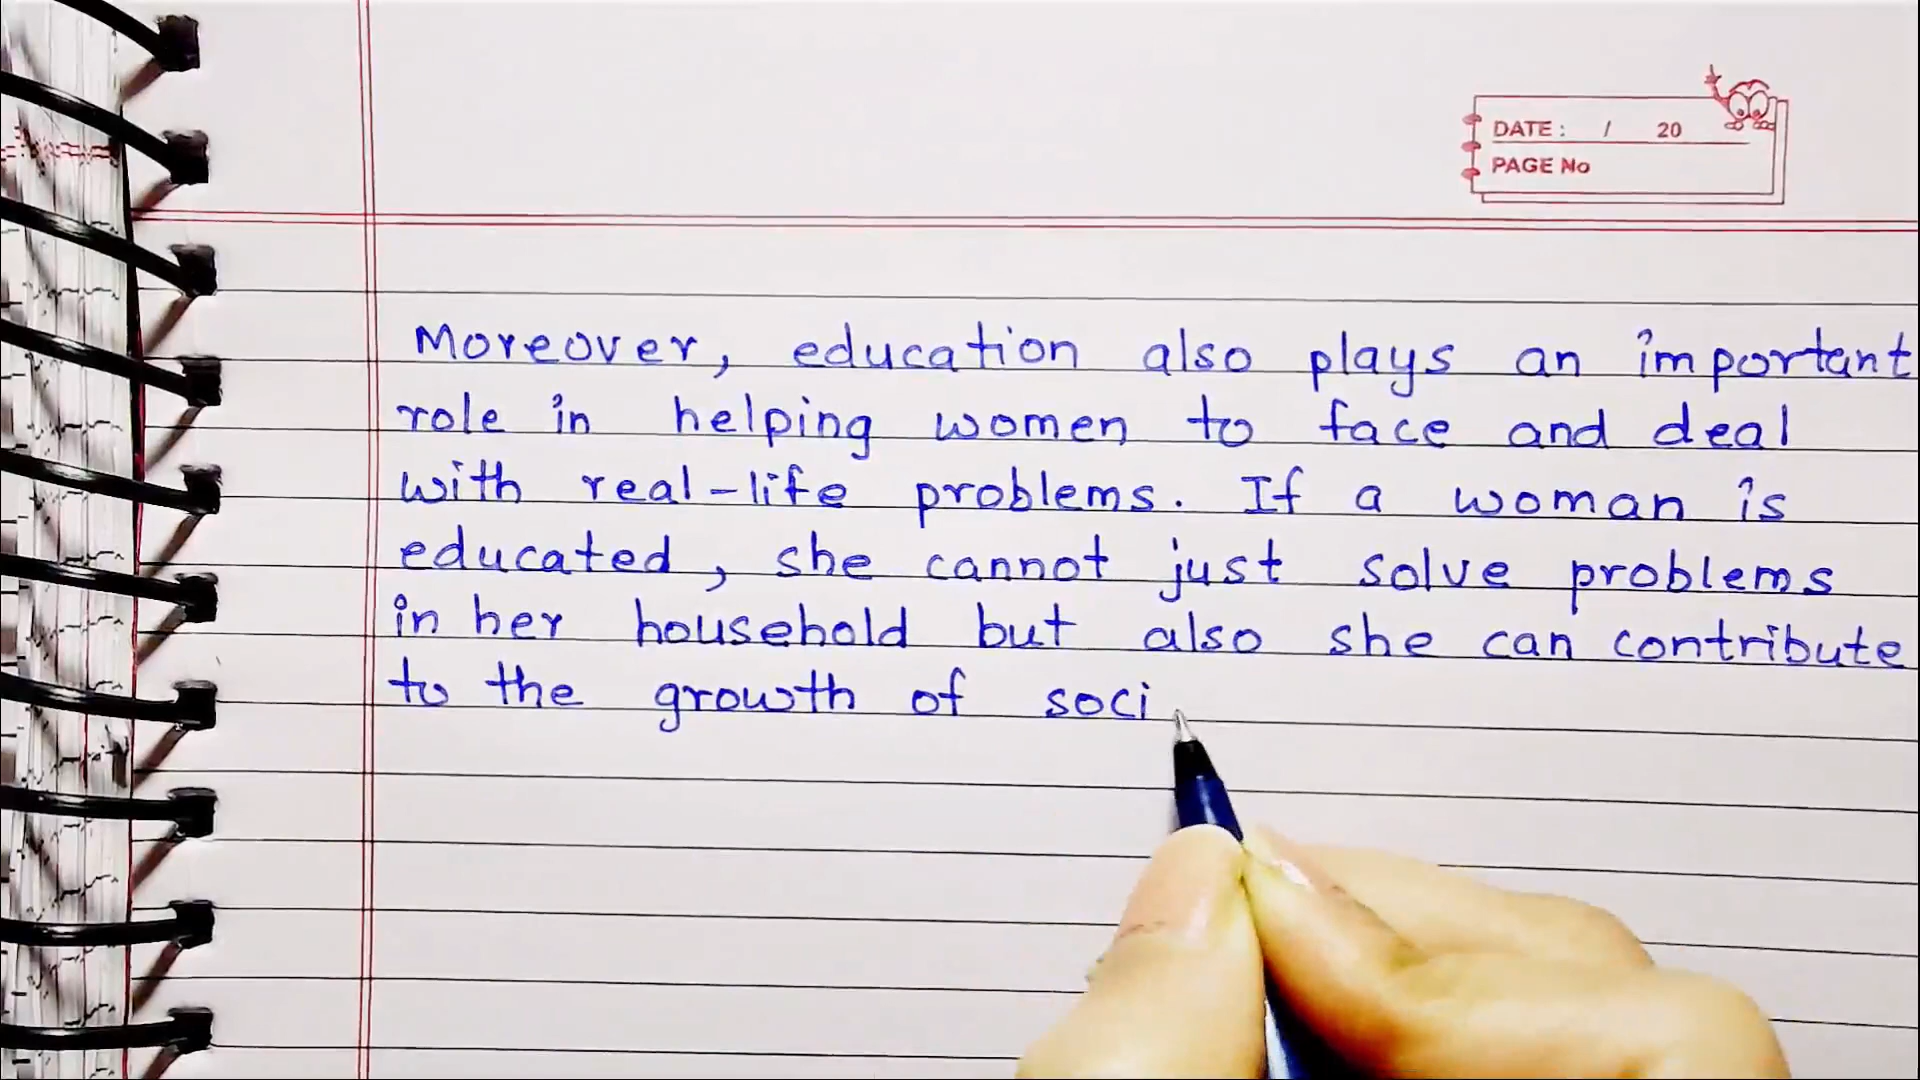 DATE : / 20
PAGE No
Moreover, education also plays an important
role in helping women to face and deal
with real-life problems. If a woman is
educated, she cannot just solve problems
in her household but also she can contribute
to the growth of soci